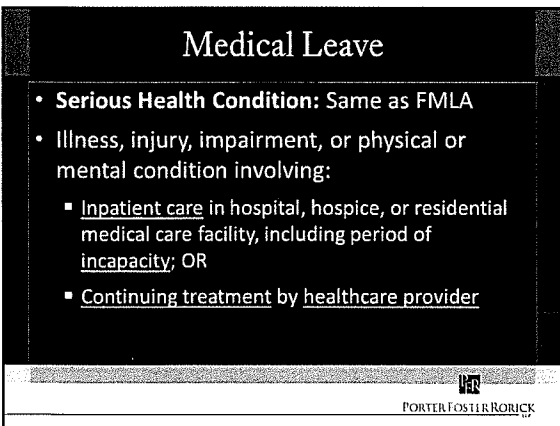 Medical Leave
• Serious Health Condition: Same as FMLA
• Illness, injury, impairment, or physical or
mental condition involving:
▪ Inpatient care in hospital, hospice, or residential
medical care facility, including period of
incapacity; OR
▪ Continuing treatment by healthcare provider
PFR
PORTER FOSTER RORICK
LLP